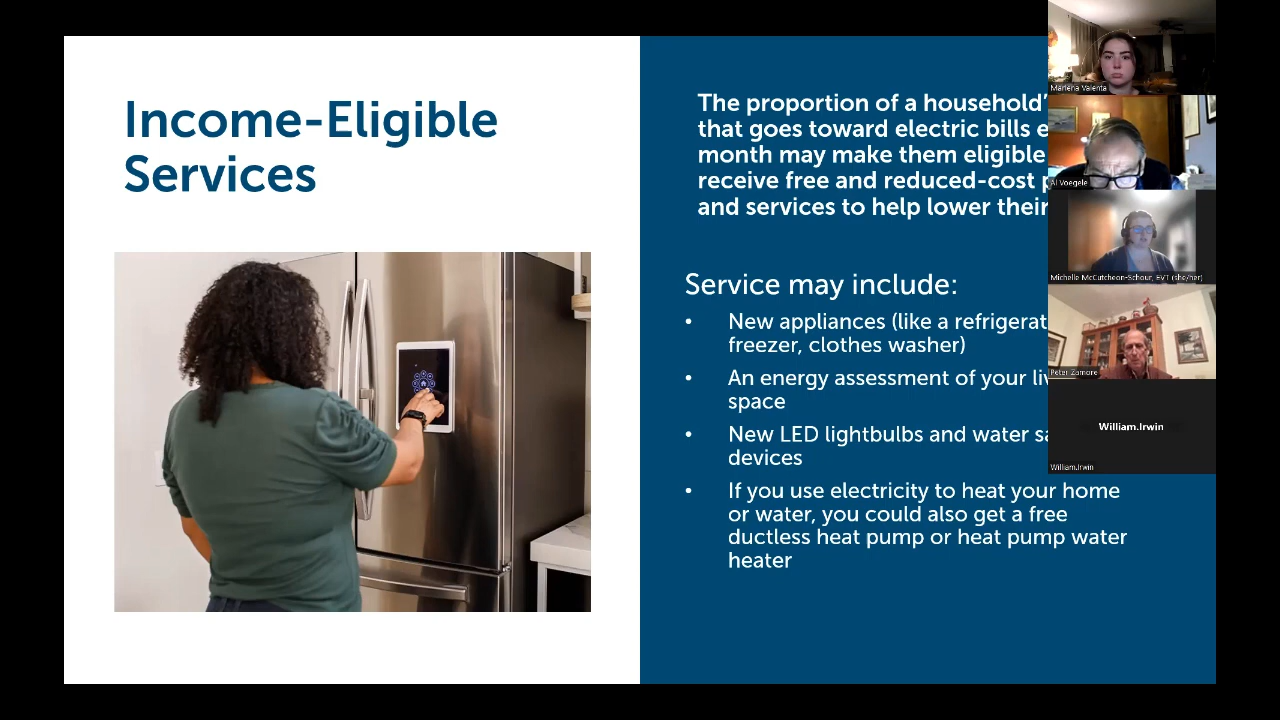 Income-Eligible
Services
The proportion of a household'
that goes toward electric bills e
month may make them eligible
receive free and reduced-cost p
and services to help lower their
Service may include:
• New appliances (like a refrigerat
freezer, clothes washer)
• An energy assessment of your liv
space
• New LED lightbulbs and water sa
devices
• If you use electricity to heat your home
or water, you could also get a free
ductless heat pump or heat pump water
heater
Marlena Valenta
Al Voegele
Michelle McCutcheon-Schour, EVT (she/her)
Peter Zamore
William.Irwin
William.Irwin